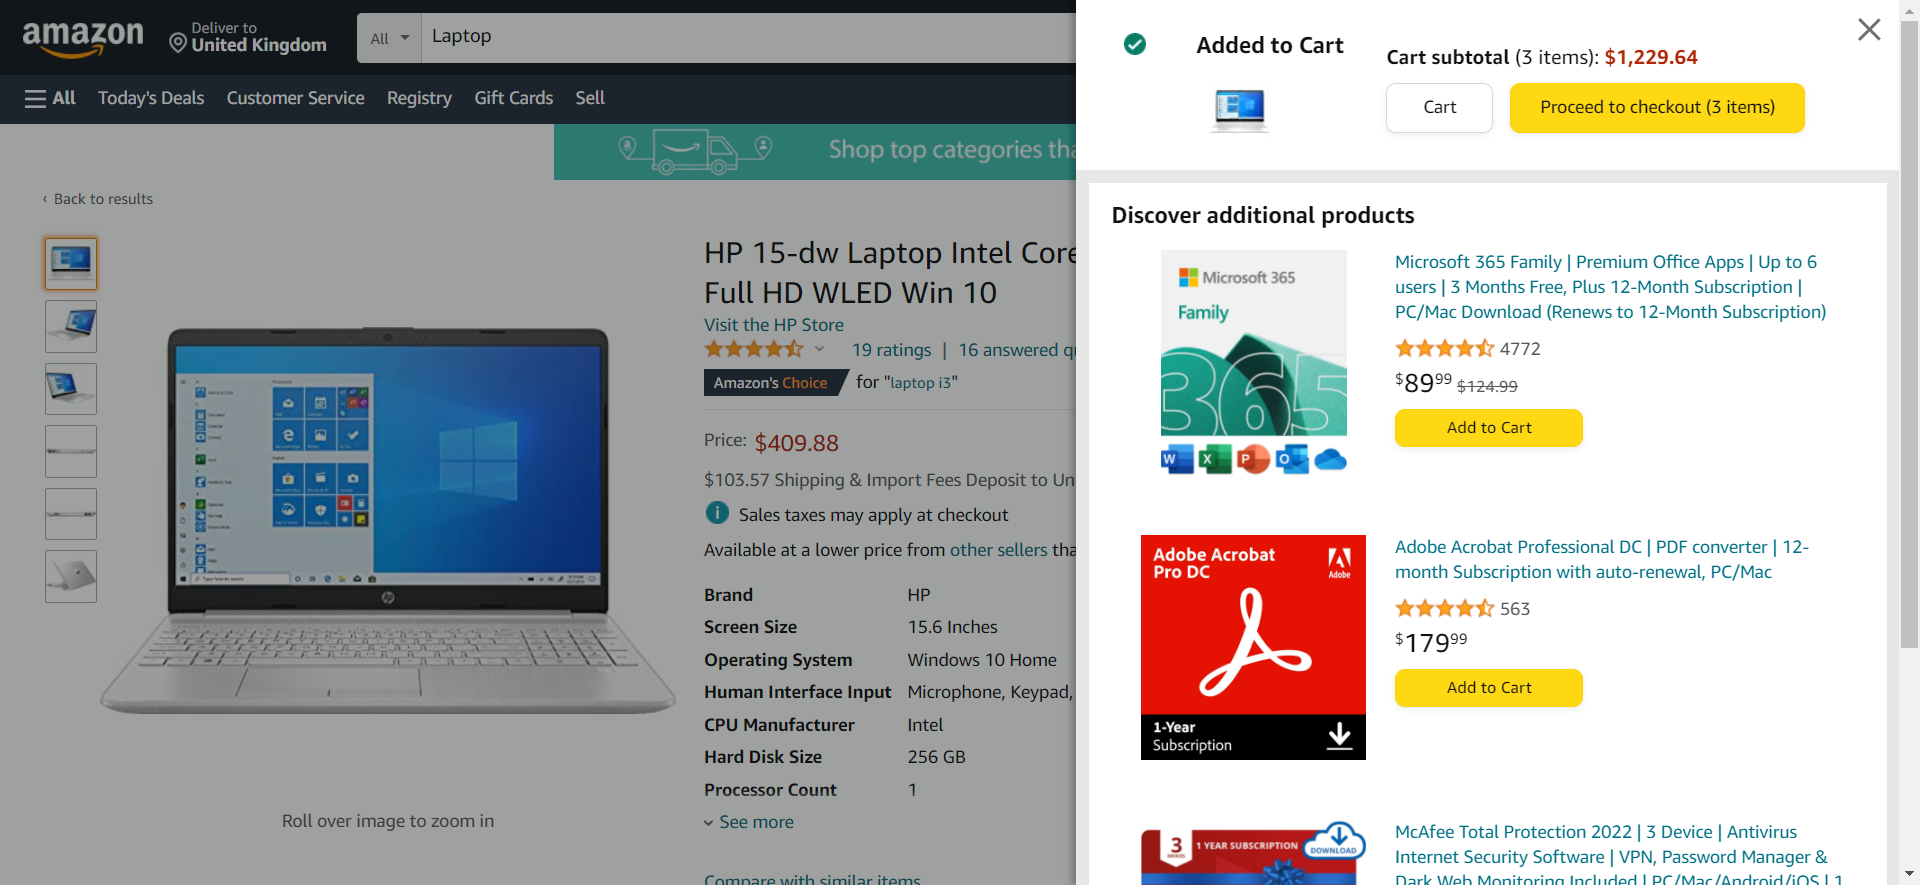 amazon
Deliver to
United Kingdom
All
Laptop
All
Today's Deals
Customer Service
Registry
Gift Cards
Sell
Shop top categories tha
‹ Back to results
HP 15-dw Laptop Intel Core
Full HD WLED Win 10
Visit the HP Store
19 ratings | 16 answered qu
Amazon's Choice for "laptop i3"
Price: $409.88
$103.57 Shipping & Import Fees Deposit to Un
Sales taxes may apply at checkout
Available at a lower price from other sellers tha
Brand HP
Screen Size 15.6 Inches
Operating System Windows 10 Home
Human Interface Input Microphone, Keypad,
CPU Manufacturer Intel
Hard Disk Size 256 GB
Processor Count 1
See more
Compare with similar items
Roll over image to zoom in
hp
Added to Cart
Cart subtotal (3 items): $1,229.64
Cart
Proceed to checkout (3 items)
Discover additional products
Microsoft 365
Family
365
W X P O
Microsoft 365 Family | Premium Office Apps | Up to 6
users | 3 Months Free, Plus 12-Month Subscription |
PC/Mac Download (Renews to 12-Month Subscription)
4772
$8999 $124.99
Add to Cart
Adobe Acrobat
Pro DC
Adobe
1-Year
Subscription
Adobe Acrobat Professional DC | PDF converter | 12-
month Subscription with auto-renewal, PC/Mac
563
$17999
Add to Cart
3
DEVICES
1 YEAR SUBSCRIPTION
DOWNLOAD
McAfee Total Protection 2022 | 3 Device | Antivirus
Internet Security Software | VPN, Password Manager &
Dark Web Monitoring Included | PC/Mac/Android/iOS | 1